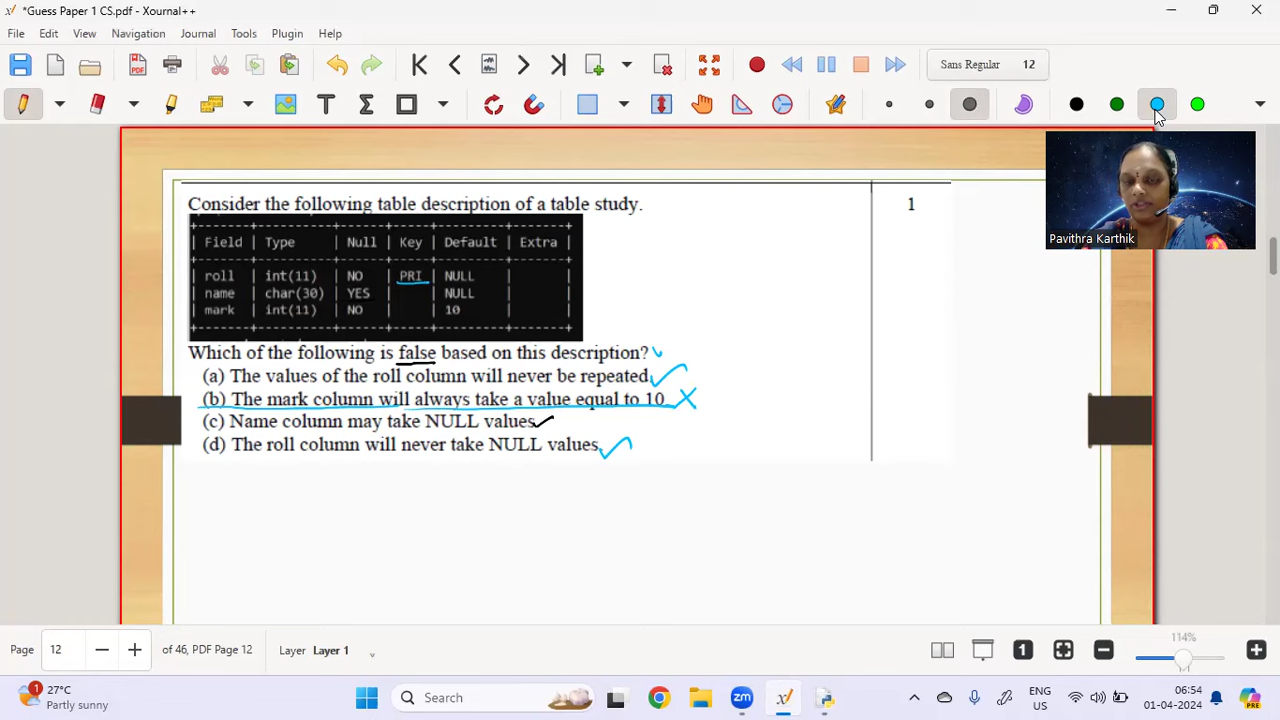 *Guess Paper 1 CS.pdf - Xournal++
File Edit View Navigation Journal Tools Plugin Help
Sans Regular 12
Pavithra Karthik
Consider the following table description of a table study.
1
| Field | Type | Null | Key | Default | Extra |
| roll | int(11) | NO | PRI | NULL | |
| name | char(30) | YES | | NULL | |
| mark | int(11) | NO | | 10 | |
Which of the following is false based on this description?
(a) The values of the roll column will never be repeated
(b) The mark column will always take a value equal to 10
(c) Name column may take NULL values
(d) The roll column will never take NULL values
114%
Page 12 of 46, PDF Page 12 Layer Layer 1
1
27°C
Partly sunny
Search
zm
PRE
ENG
US
06:54
01-04-2024